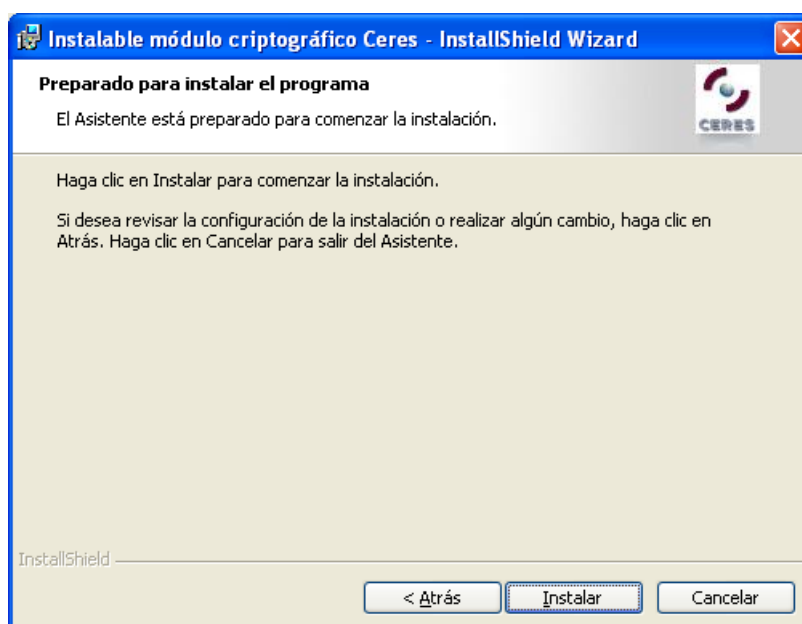 Instalable módulo criptográfico Ceres - InstallShield Wizard
Preparado para instalar el programa
El Asistente está preparado para comenzar la instalación.
CERES
Haga clic en Instalar para comenzar la instalación.
Si desea revisar la configuración de la instalación o realizar algún cambio, haga clic en
Atrás. Haga clic en Cancelar para salir del Asistente.
InstallShield
< Atrás
Instalar
Cancelar